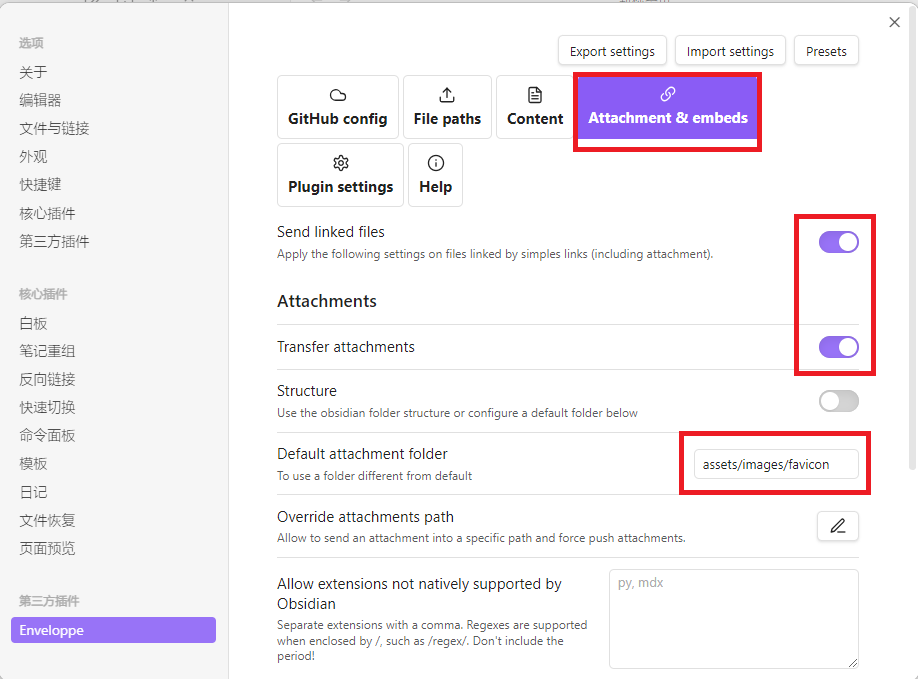 选项
关于
编辑器
文件与链接
外观
快捷键
核心插件
第三方插件
核心插件
白板
笔记重组
反向链接
快速切换
命令面板
模板
日记
文件恢复
页面预览
第三方插件
Enveloppe
Export settings
Import settings
Presets
GitHub config
File paths
Content
Attachment & embeds
Plugin settings
Help
Send linked files
Apply the following settings on files linked by simples links (including attachment).
Attachments
Transfer attachments
Structure
Use the obsidian folder structure or configure a default folder below
Default attachment folder
To use a folder different from default
assets/images/favicon
Override attachments path
Allow to send an attachment into a specific path and force push attachments.
Allow extensions not natively supported by
Obsidian
Separate extensions with a comma. Regexes are supported
when enclosed by /, such as /regex/. Don't include the
period!
py, mdx